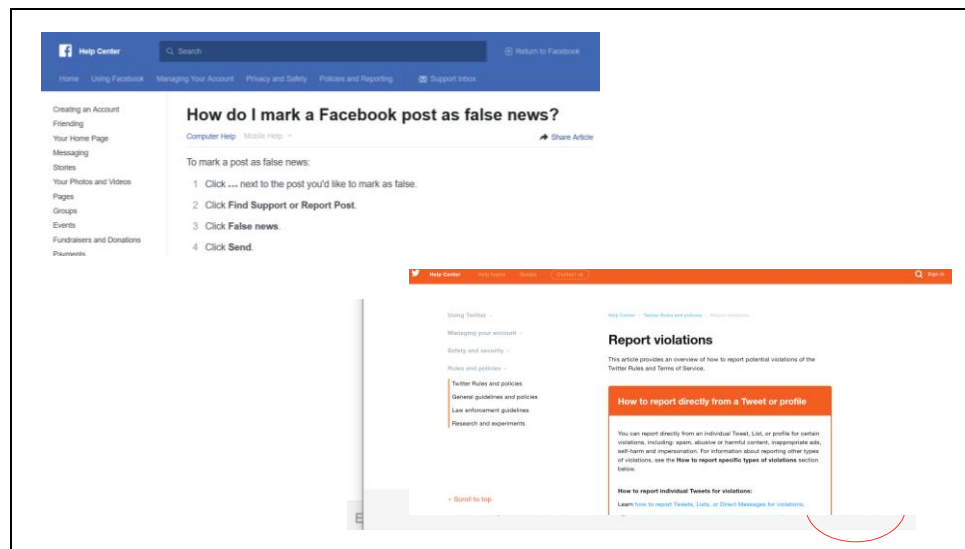 Help Center
Search
Return to Facebook
Home Using Facebook Managing Your Account Privacy and Safety Policies and Reporting Support Inbox
Creating an Account
Friending
Your Home Page
Messaging
Stories
Your Photos and Videos
Pages
Groups
Events
Fundraisers and Donations
Payments
How do I mark a Facebook post as false news?
Computer Help Mobile Help
Share Article
To mark a post as false news:
1 Click ... next to the post you'd like to mark as false.
2 Click Find Support or Report Post.
3 Click False news.
4 Click Send.
Help Center Help topics Guides Contact us
Sign in
Using Twitter
Managing your account
Safety and security
Rules and policies
Twitter Rules and policies
General guidelines and policies
Law enforcement guidelines
Research and experiments
Scroll to top
Help Center Twitter Rules and policies Report violations
Report violations
This article provides an overview of how to report potential violations of the
Twitter Rules and Terms of Service.
How to report directly from a Tweet or profile
You can report directly from an individual Tweet, List, or profile for certain
violations, including: spam, abusive or harmful content, inappropriate ads,
self-harm and impersonation. For information about reporting other types
of violations, see the How to report specific types of violations section
below.
How to report individual Tweets for violations:
Learn how to report Tweets, Lists, or Direct Messages for violations.